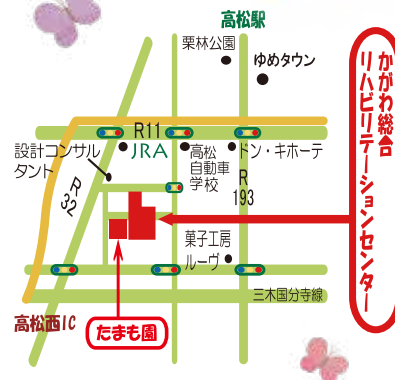 高松駅
栗林公園
ゆめタウン
かがわ総合
リハビリテーションセンター
R11
設計コンサル
タント
JRA
高松
自動車
学校
ドン・キホーテ
R
193
R-32
菓子工房
ルーヴ
三木国分寺線
高松西IC
たまも園